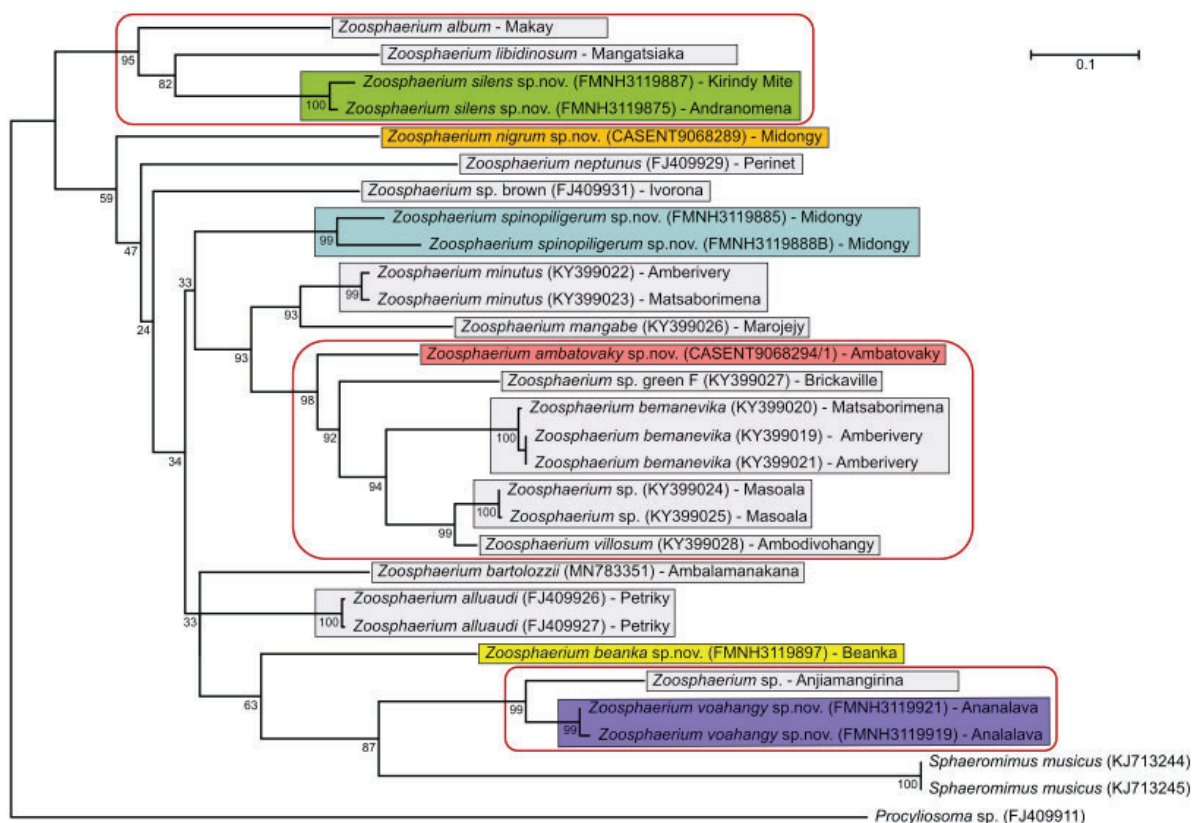 Zoosphaerium album - Makay
95
Zoosphaerium libidinosum - Mangatsiaka
0.1
82
Zoosphaerium silens sp.nov. (FMNH3119887) - Kirindy Mite
100
Zoosphaerium silens sp.nov. (FMNH3119875) - Andranomena
Zoosphaerium nigrum sp.nov. (CASENT9068289) - Midongy
Zoosphaerium neptunus (FJ409929) - Perinet
59
Zoosphaerium sp. brown (FJ409931) - Ivorona
Zoosphaerium spinopiligerum sp.nov. (FMNH3119885) - Midongy
99
Zoosphaerium spinopiligerum sp.nov. (FMNH3119888B) - Midongy
47
Zoosphaerium minutus (KY399022) - Amberivery
33
99
Zoosphaerium minutus (KY399023) - Matsaborimena
93
24
Zoosphaerium mangabe (KY399026) - Marojejy
93
Zoosphaerium ambatovaky sp.nov. (CASENT9068294/1) - Ambatovaky
Zoosphaerium sp. green F (KY399027) - Brickaville
98
Zoosphaerium bemanevika (KY399020) - Matsaborimena
92
100
Zoosphaerium bemanevika (KY399019) - Amberivery
34
Zoosphaerium bemanevika (KY399021) - Amberivery
94
Zoosphaerium sp. (KY399024) - Masoala
100
Zoosphaerium sp. (KY399025) - Masoala
99
Zoosphaerium villosum (KY399028) - Ambodivohangy
Zoosphaerium bartolozzii (MN783351) - Ambalamanakana
Zoosphaerium alluaudi (FJ409926) - Petriky
33
100
Zoosphaerium alluaudi (FJ409927) - Petriky
Zoosphaerium beanka sp.nov. (FMNH3119897) - Beanka
Zoosphaerium sp. - Anjiamangirina
63
99
Zoosphaerium voahangy sp.nov. (FMNH3119921) - Ananalava
99
Zoosphaerium voahangy sp.nov. (FMNH3119919) - Analalava
87
Sphaeromimus musicus (KJ713244)
100
Sphaeromimus musicus (KJ713245)
Procyliosoma sp. (FJ409911)